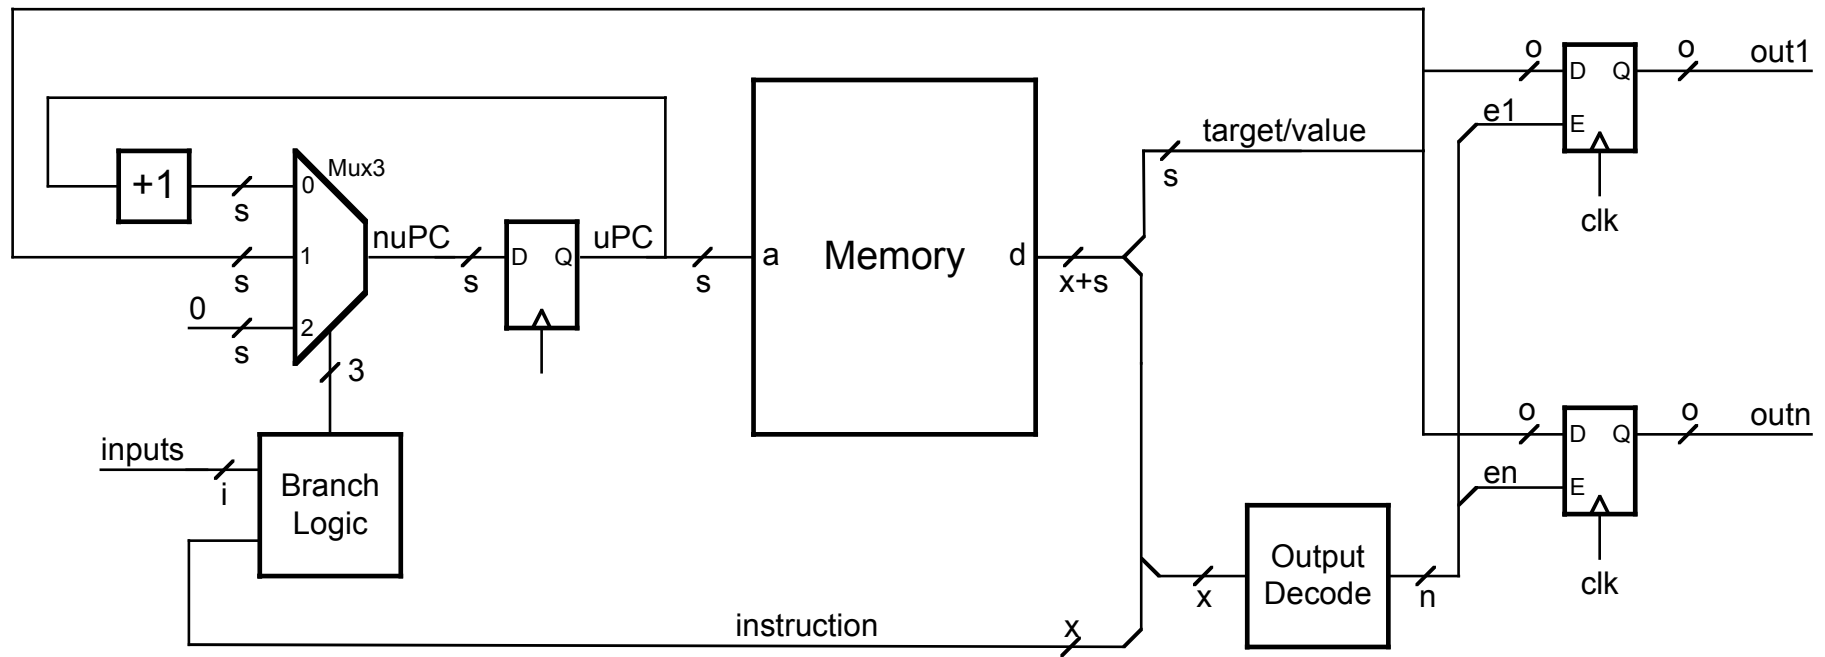 o
o
out1
D
Q
e1
E
clk
target/value
s
+1
s
Mux3
0
1
2
s
0
s
nuPC
s
D
Q
uPC
s
a
Memory
d
x+s
3
inputs
i
Branch
Logic
o
o
outn
D
Q
en
E
clk
Output
Decode
x
n
instruction
x